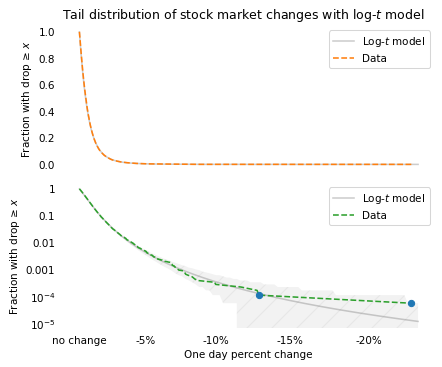 Tail distribution of stock market changes with log-t model
Fraction with drop ≥ x
1.0
0.8
0.6
0.4
0.2
0.0
Log-t model
Data
Fraction with drop ≥ x
1
0.1
0.01
0.001
10⁻⁴
10⁻⁵
Log-t model
Data
no change -5% -10% -15% -20%
One day percent change